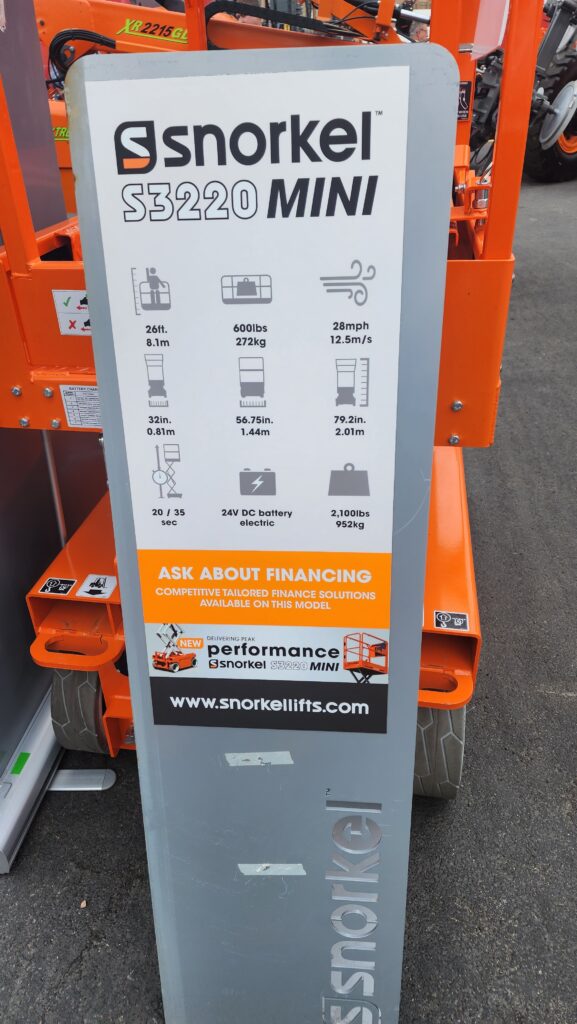 XR2215GL
snorkel™
S3220 MINI
26ft.
8.1m
600lbs
272kg
28mph
12.5m/s
32in.
0.81m
56.75in.
1.44m
79.2in.
2.01m
20 / 35
sec
24V DC battery
electric
2,100lbs
952kg
ASK ABOUT FINANCING
COMPETITIVE TAILORED FINANCE SOLUTIONS
AVAILABLE ON THIS MODEL
NEW
DELIVERING PEAK
performance
snorkel S3220 MINI
www.snorkellifts.com
snorkel